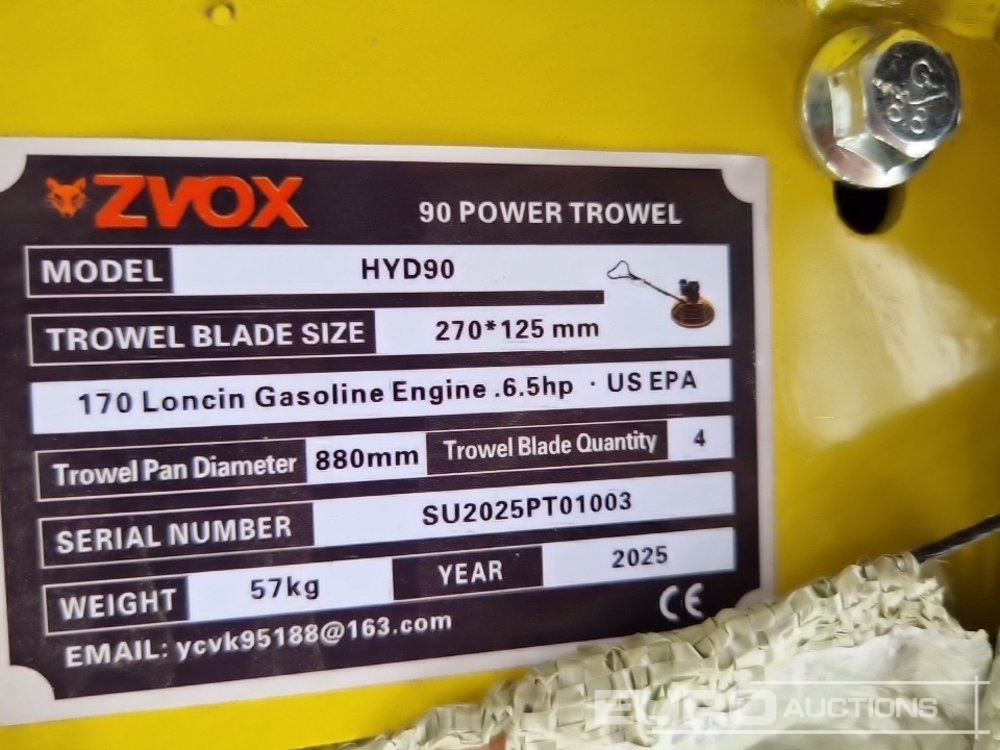 ZVOX
90 POWER TROWEL
MODEL HYD90
TROWEL BLADE SIZE 270*125 mm
170 Loncin Gasoline Engine .6.5hp · US EPA
Trowel Pan Diameter 880mm Trowel Blade Quantity 4
SERIAL NUMBER SU2025PT01003
WEIGHT 57kg YEAR 2025
EMAIL: ycvk95188@163.com CE
EURO AUCTIONS